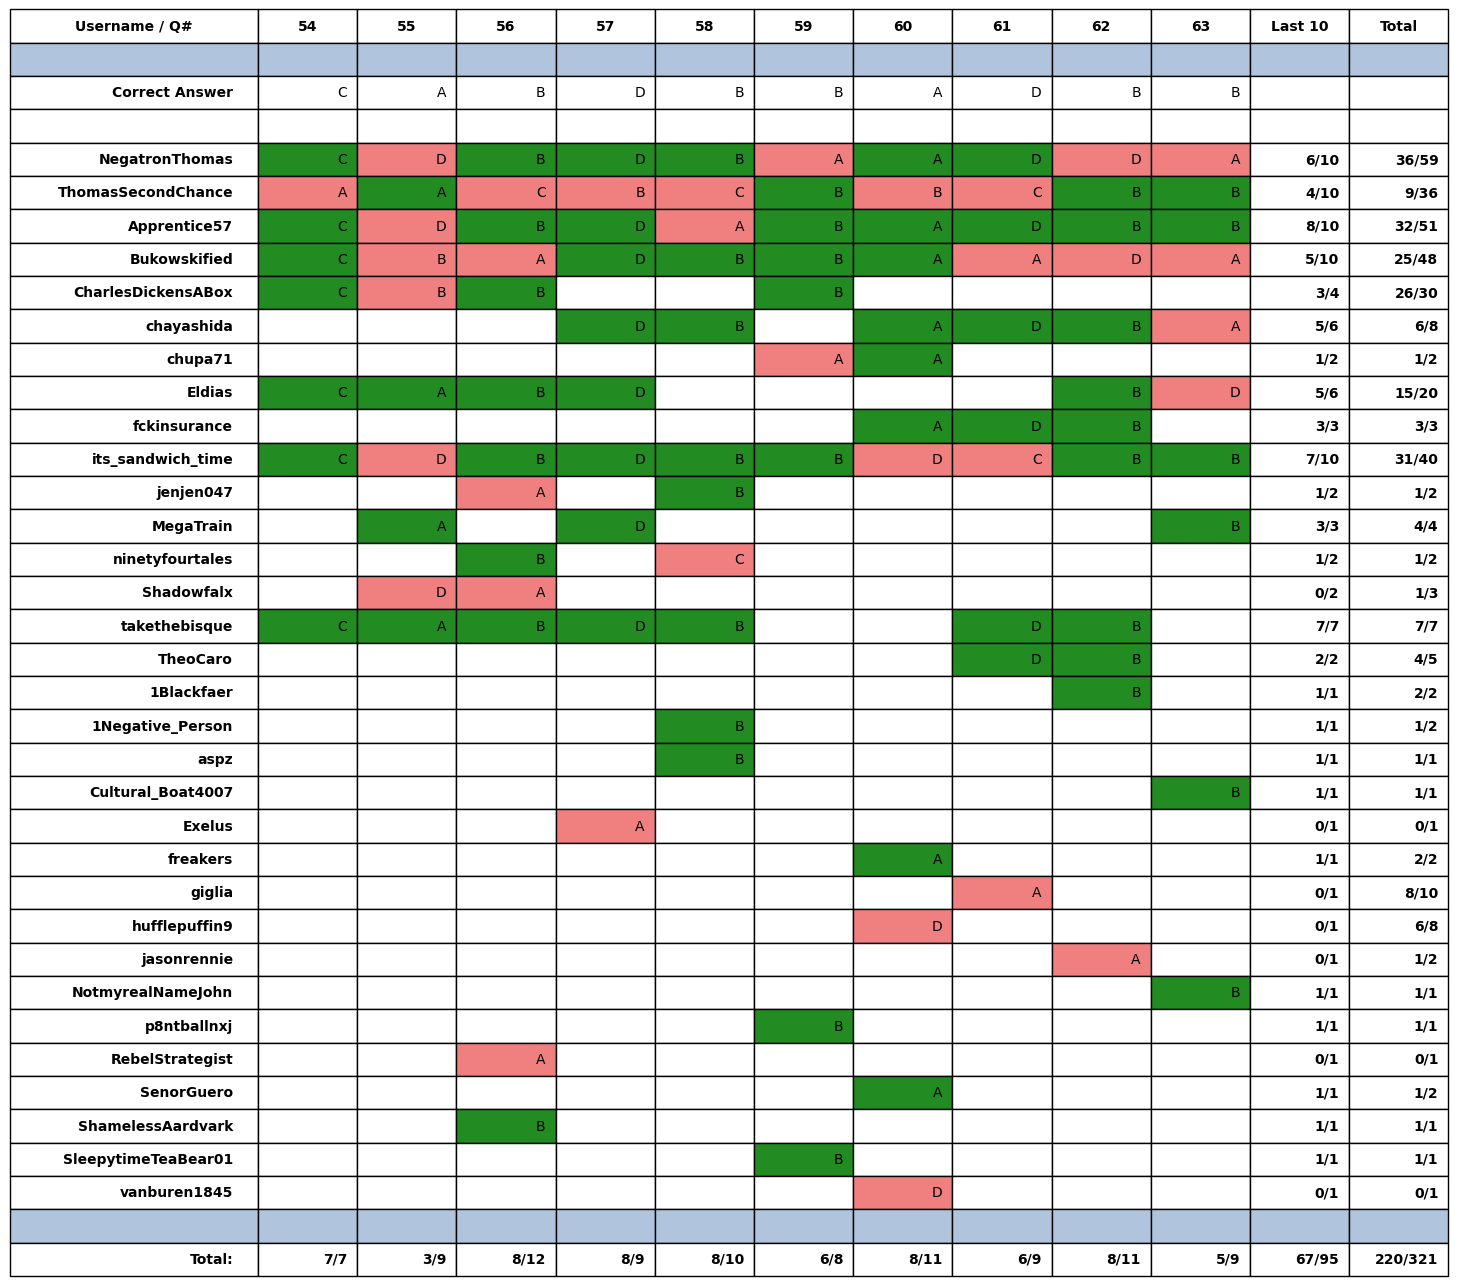 Username / Q# 54 55 56 57 58 59 60 61 62 63 Last 10 Total
Correct Answer C A B D B B A D B B
NegatronThomas C D B D B A A D D A 6/10 36/59
ThomasSecondChance A A C B C B B C B B 4/10 9/36
Apprentice57 C D B D A B A D B B 8/10 32/51
Bukowskified C B A D B B A A D A 5/10 25/48
CharlesDickensABox C B B B 3/4 26/30
chayashida D B A D B A 5/6 6/8
chupa71 A A 1/2 1/2
Eldias C A B D B D 5/6 15/20
fckinsurance A D B 3/3 3/3
its_sandwich_time C D B D B B D C B B 7/10 31/40
jenjen047 A B 1/2 1/2
MegaTrain A D B 3/3 4/4
ninetyfourtales B C 1/2 1/2
Shadowfalx D A 0/2 1/3
takethebisque C A B D B D B 7/7 7/7
TheoCaro D B 2/2 4/5
1Blackfaer B 1/1 2/2
1Negative_Person B 1/1 1/2
aspz B 1/1 1/1
Cultural_Boat4007 B 1/1 1/1
Exelus A 0/1 0/1
freakers A 1/1 2/2
giglia A 0/1 8/10
hufflepuffin9 D 0/1 6/8
jasonrennie A 0/1 1/2
NotmyrealNameJohn B 1/1 1/1
p8ntballnxj B 1/1 1/1
RebelStrategist A 0/1 0/1
SenorGuero A 1/1 1/2
ShamelessAardvark B 1/1 1/1
SleepytimeTeaBear01 B 1/1 1/1
vanburen1845 D 0/1 0/1
Total: 7/7 3/9 8/12 8/9 8/10 6/8 8/11 6/9 8/11 5/9 67/95 220/321